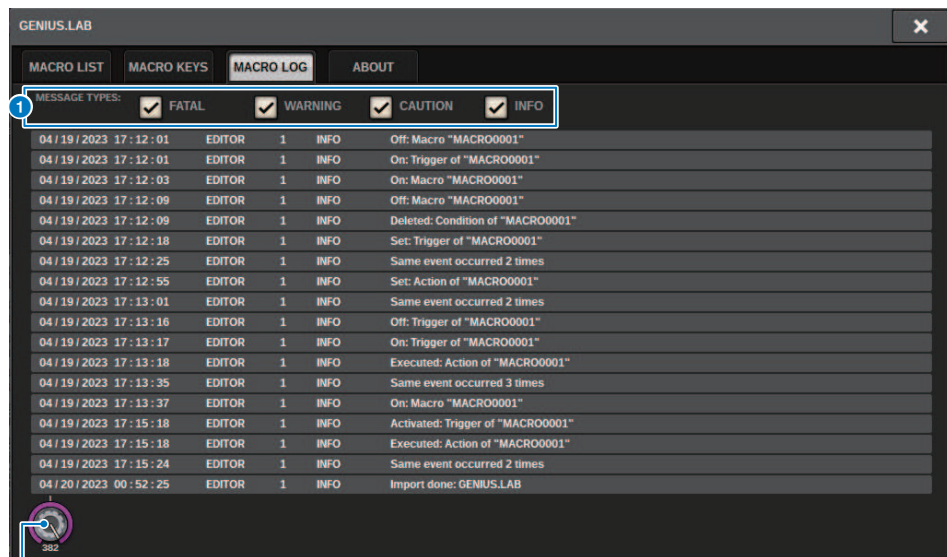 GENIUS.LAB
MACRO LIST MACRO KEYS MACRO LOG ABOUT
1 MESSAGE TYPES: FATAL WARNING CAUTION INFO
04 / 19 / 2023 17 : 12 : 01 EDITOR 1 INFO Off: Macro "MACRO0001"
04 / 19 / 2023 17 : 12 : 01 EDITOR 1 INFO On: Trigger of "MACRO0001"
04 / 19 / 2023 17 : 12 : 03 EDITOR 1 INFO On: Macro "MACRO0001"
04 / 19 / 2023 17 : 12 : 09 EDITOR 1 INFO Off: Macro "MACRO0001"
04 / 19 / 2023 17 : 12 : 09 EDITOR 1 INFO Deleted: Condition of "MACRO0001"
04 / 19 / 2023 17 : 12 : 18 EDITOR 1 INFO Set: Trigger of "MACRO0001"
04 / 19 / 2023 17 : 12 : 25 EDITOR 1 INFO Same event occurred 2 times
04 / 19 / 2023 17 : 12 : 55 EDITOR 1 INFO Set: Action of "MACRO0001"
04 / 19 / 2023 17 : 13 : 01 EDITOR 1 INFO Same event occurred 2 times
04 / 19 / 2023 17 : 13 : 16 EDITOR 1 INFO Off: Trigger of "MACRO0001"
04 / 19 / 2023 17 : 13 : 17 EDITOR 1 INFO On: Trigger of "MACRO0001"
04 / 19 / 2023 17 : 13 : 18 EDITOR 1 INFO Executed: Action of "MACRO0001"
04 / 19 / 2023 17 : 13 : 35 EDITOR 1 INFO Same event occurred 3 times
04 / 19 / 2023 17 : 13 : 37 EDITOR 1 INFO On: Macro "MACRO0001"
04 / 19 / 2023 17 : 15 : 18 EDITOR 1 INFO Activated: Trigger of "MACRO0001"
04 / 19 / 2023 17 : 15 : 18 EDITOR 1 INFO Executed: Action of "MACRO0001"
04 / 19 / 2023 17 : 15 : 24 EDITOR 1 INFO Same event occurred 2 times
04 / 20 / 2023 00 : 52 : 25 EDITOR 1 INFO Import done: GENIUS.LAB
382